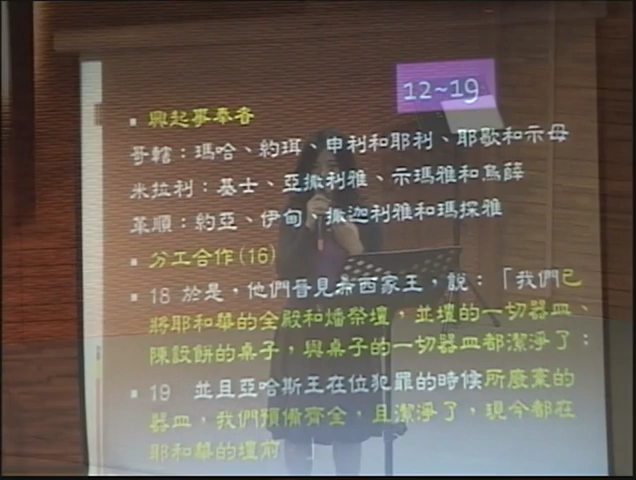 12~19
▪ 興起事奉者
哥轄：瑪哈、約珥、申利和耶利、耶歇和示每
米拉利：基士、亞撒利雅、示瑪雅和烏薛
革順：約亞、伊甸、撒迦利雅和瑪探雅
▪ 分工合作(16)
▪ 18 於是，他們晉見希西家王，說：「我們已
將耶和華的全殿和燔祭壇，並壇的一切器皿、
陳設餅的桌子，與桌子的一切器皿都潔淨了；
▪ 19 並且亞哈斯王在位犯罪的時候所廢棄的
器皿，我們預備齊全，且潔淨了，現今都在
耶和華的壇前 」